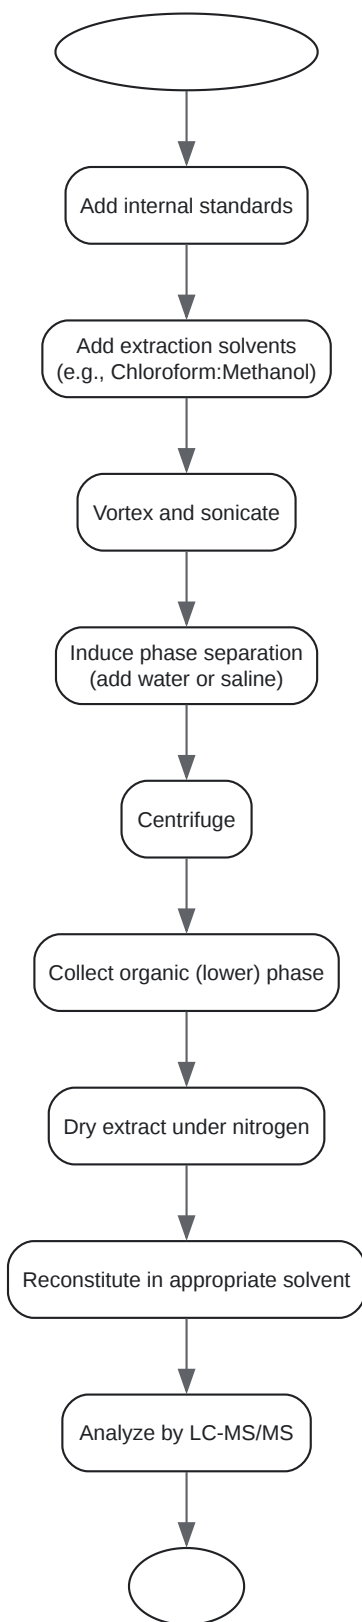 Add internal standards
Add extraction solvents
(e.g., Chloroform:Methanol)
Vortex and sonicate
Induce phase separation
(add water or saline)
Centrifuge
Collect organic (lower) phase
Dry extract under nitrogen
Reconstitute in appropriate solvent
Analyze by LC-MS/MS